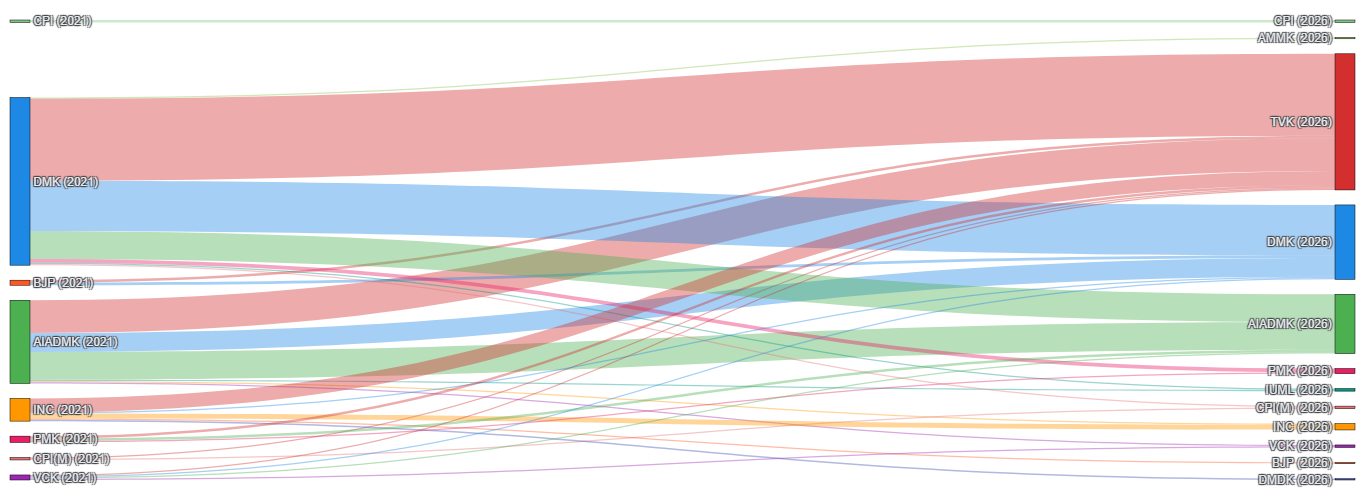 CPI (2021)
DMK (2021)
BJP (2021)
AIADMK (2021)
INC (2021)
PMK (2021)
CPI(M) (2021)
VCK (2021)
CPI (2026)
AMMK (2026)
TVK (2026)
DMK (2026)
AIADMK (2026)
PMK (2026)
IUML (2026)
CPI(M) (2026)
INC (2026)
VCK (2026)
BJP (2026)
DMDK (2026)